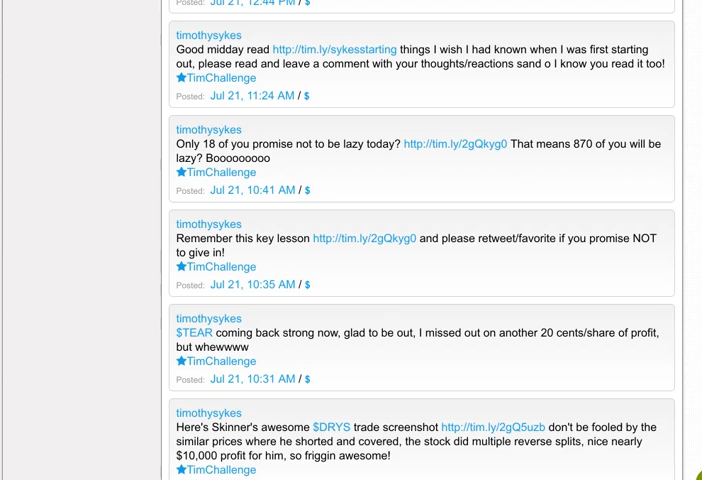 Posted: Jul 21, 12:44 PM / $
timothysykes
Good midday read http://tim.ly/sykesstarting things I wish I had known when I was first starting
out, please read and leave a comment with your thoughts/reactions sand o I know you read it too!
★TimChallenge
Posted: Jul 21, 11:24 AM / $
timothysykes
Only 18 of you promise not to be lazy today? http://tim.ly/2gQkyg0 That means 870 of you will be
lazy? Booooooooo
★TimChallenge
Posted: Jul 21, 10:41 AM / $
timothysykes
Remember this key lesson http://tim.ly/2gQkyg0 and please retweet/favorite if you promise NOT
to give in!
★TimChallenge
Posted: Jul 21, 10:35 AM / $
timothysykes
$TEAR coming back strong now, glad to be out, I missed out on another 20 cents/share of profit,
but whewwww
★TimChallenge
Posted: Jul 21, 10:31 AM / $
timothysykes
Here's Skinner's awesome $DRYS trade screenshot http://tim.ly/2gQ5uzb don't be fooled by the
similar prices where he shorted and covered, the stock did multiple reverse splits, nice nearly
$10,000 profit for him, so friggin awesome!
★TimChallenge